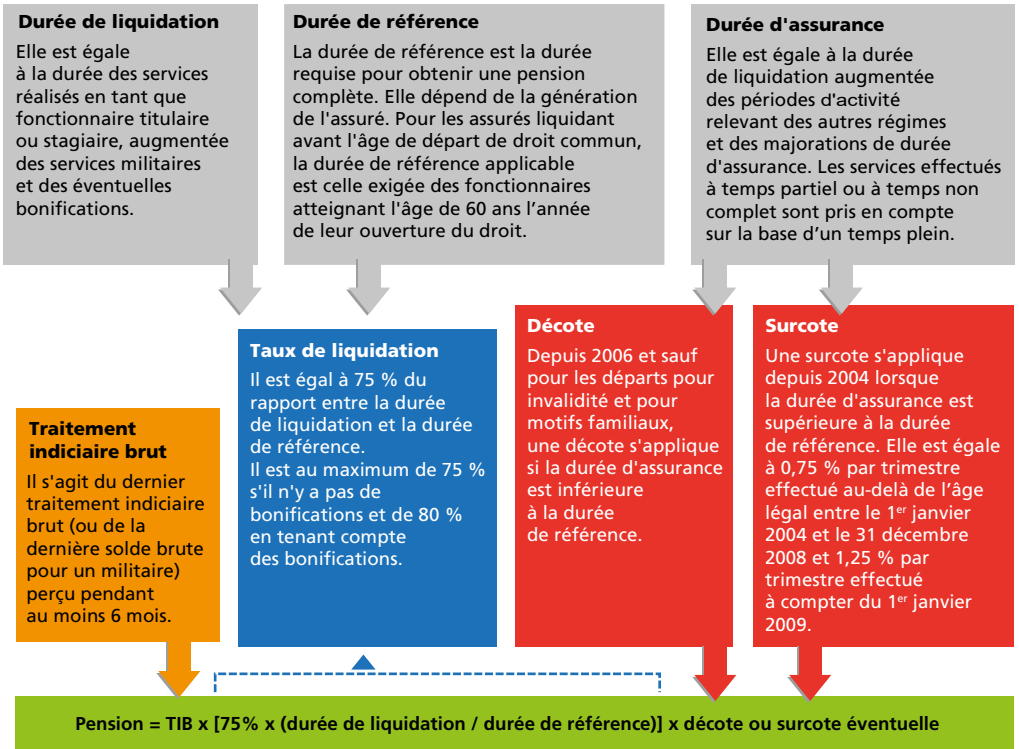 Durée de liquidation
Elle est égale
à la durée des services
réalisés en tant que
fonctionnaire titulaire
ou stagiaire, augmentée
des services militaires
et des éventuelles
bonifications.
Durée de référence
La durée de référence est la durée
requise pour obtenir une pension
complète. Elle dépend de la génération
de l'assuré. Pour les assurés liquidant
avant l'âge de départ de droit commun,
la durée de référence applicable
est celle exigée des fonctionnaires
atteignant l'âge de 60 ans l’année
de leur ouverture du droit.
Durée d'assurance
Elle est égale à la durée
de liquidation augmentée
des périodes d'activité
relevant des autres régimes
et des majorations de durée
d'assurance. Les services effectués
à temps partiel ou à temps non
complet sont pris en compte
sur la base d’un temps plein.
Traitement
indiciaire brut
Il s'agit du dernier
traitement indiciaire
brut (ou de la
dernière solde brute
pour un militaire)
perçu pendant
au moins 6 mois.
Taux de liquidation
Il est égal à 75 % du
rapport entre la durée
de liquidation et la durée
de référence.
Il est au maximum de 75 %
s'il n'y a pas de
bonifications et de 80 %
en tenant compte
des bonifications.
Décote
Depuis 2006 et sauf
pour les départs pour
invalidité et pour
motifs familiaux,
une décote s'applique
si la durée d'assurance
est inférieure
à la durée
de référence.
Surcote
Une surcote s'applique
depuis 2004 lorsque
la durée d'assurance est
supérieure à la durée
de référence. Elle est égale
à 0,75 % par trimestre
effectué au-delà de l’âge
légal entre le 1er janvier
2004 et le 31 décembre
2008 et 1,25 % par
trimestre effectué
à compter du 1er janvier
2009.
Pension = TIB x [75% x (durée de liquidation / durée de référence)] x décote ou surcote éventuelle